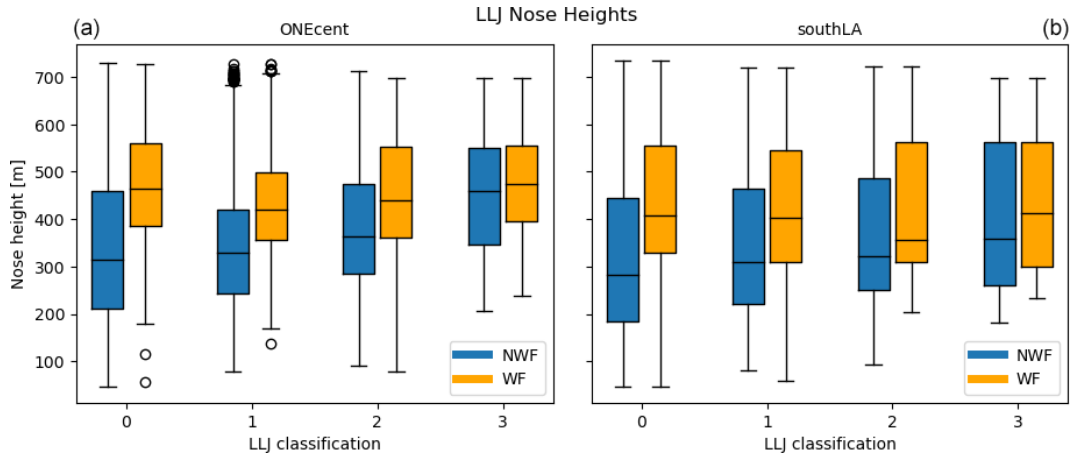 LLJ Nose Heights
(a)
ONEcent
southLA
(b)
Nose height [m]
700
600
500
400
300
200
100
NWF
WF
NWF
WF
0 1 2 3
0 1 2 3
LLJ classification
LLJ classification